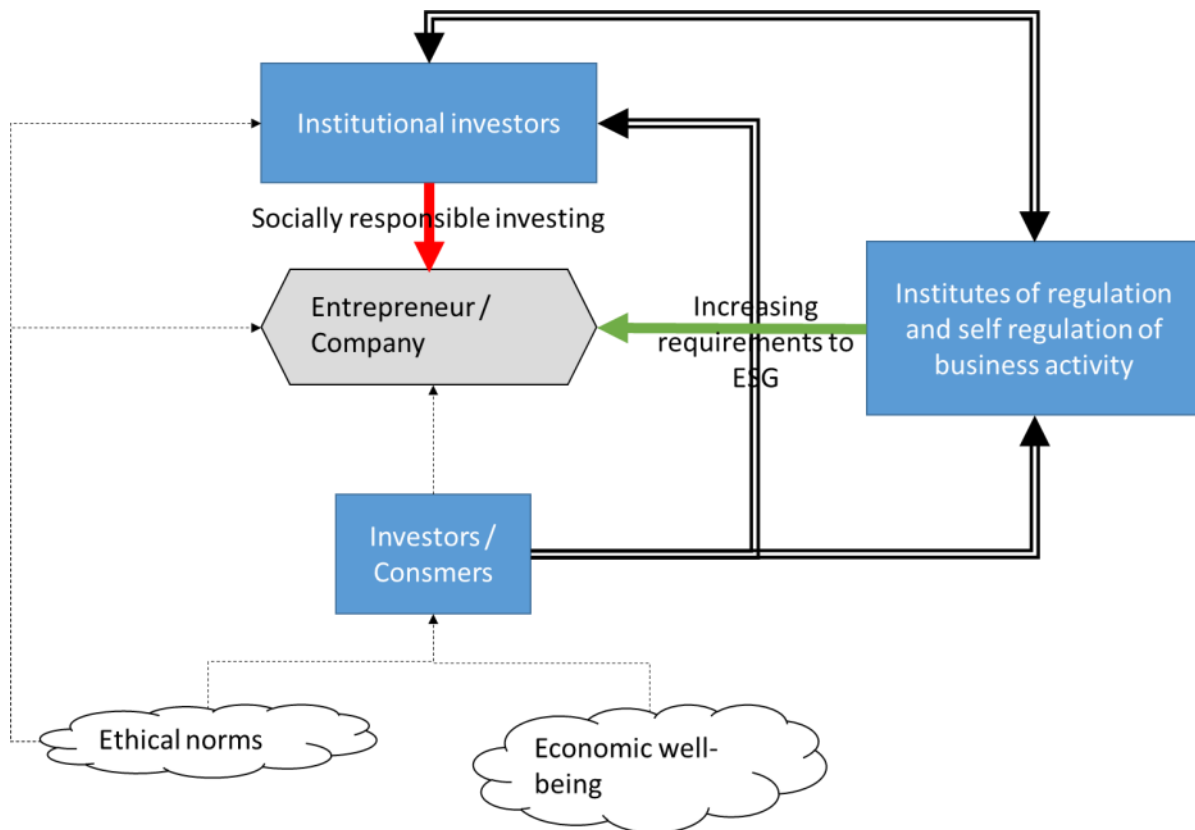 Institutional investors
Socially responsible investing
Entrepreneur /
Company
Increasing
requirements to
ESG
Institutes of regulation
and self regulation of
business activity
Investors /
Consmers
Ethical norms
Economic well-
being